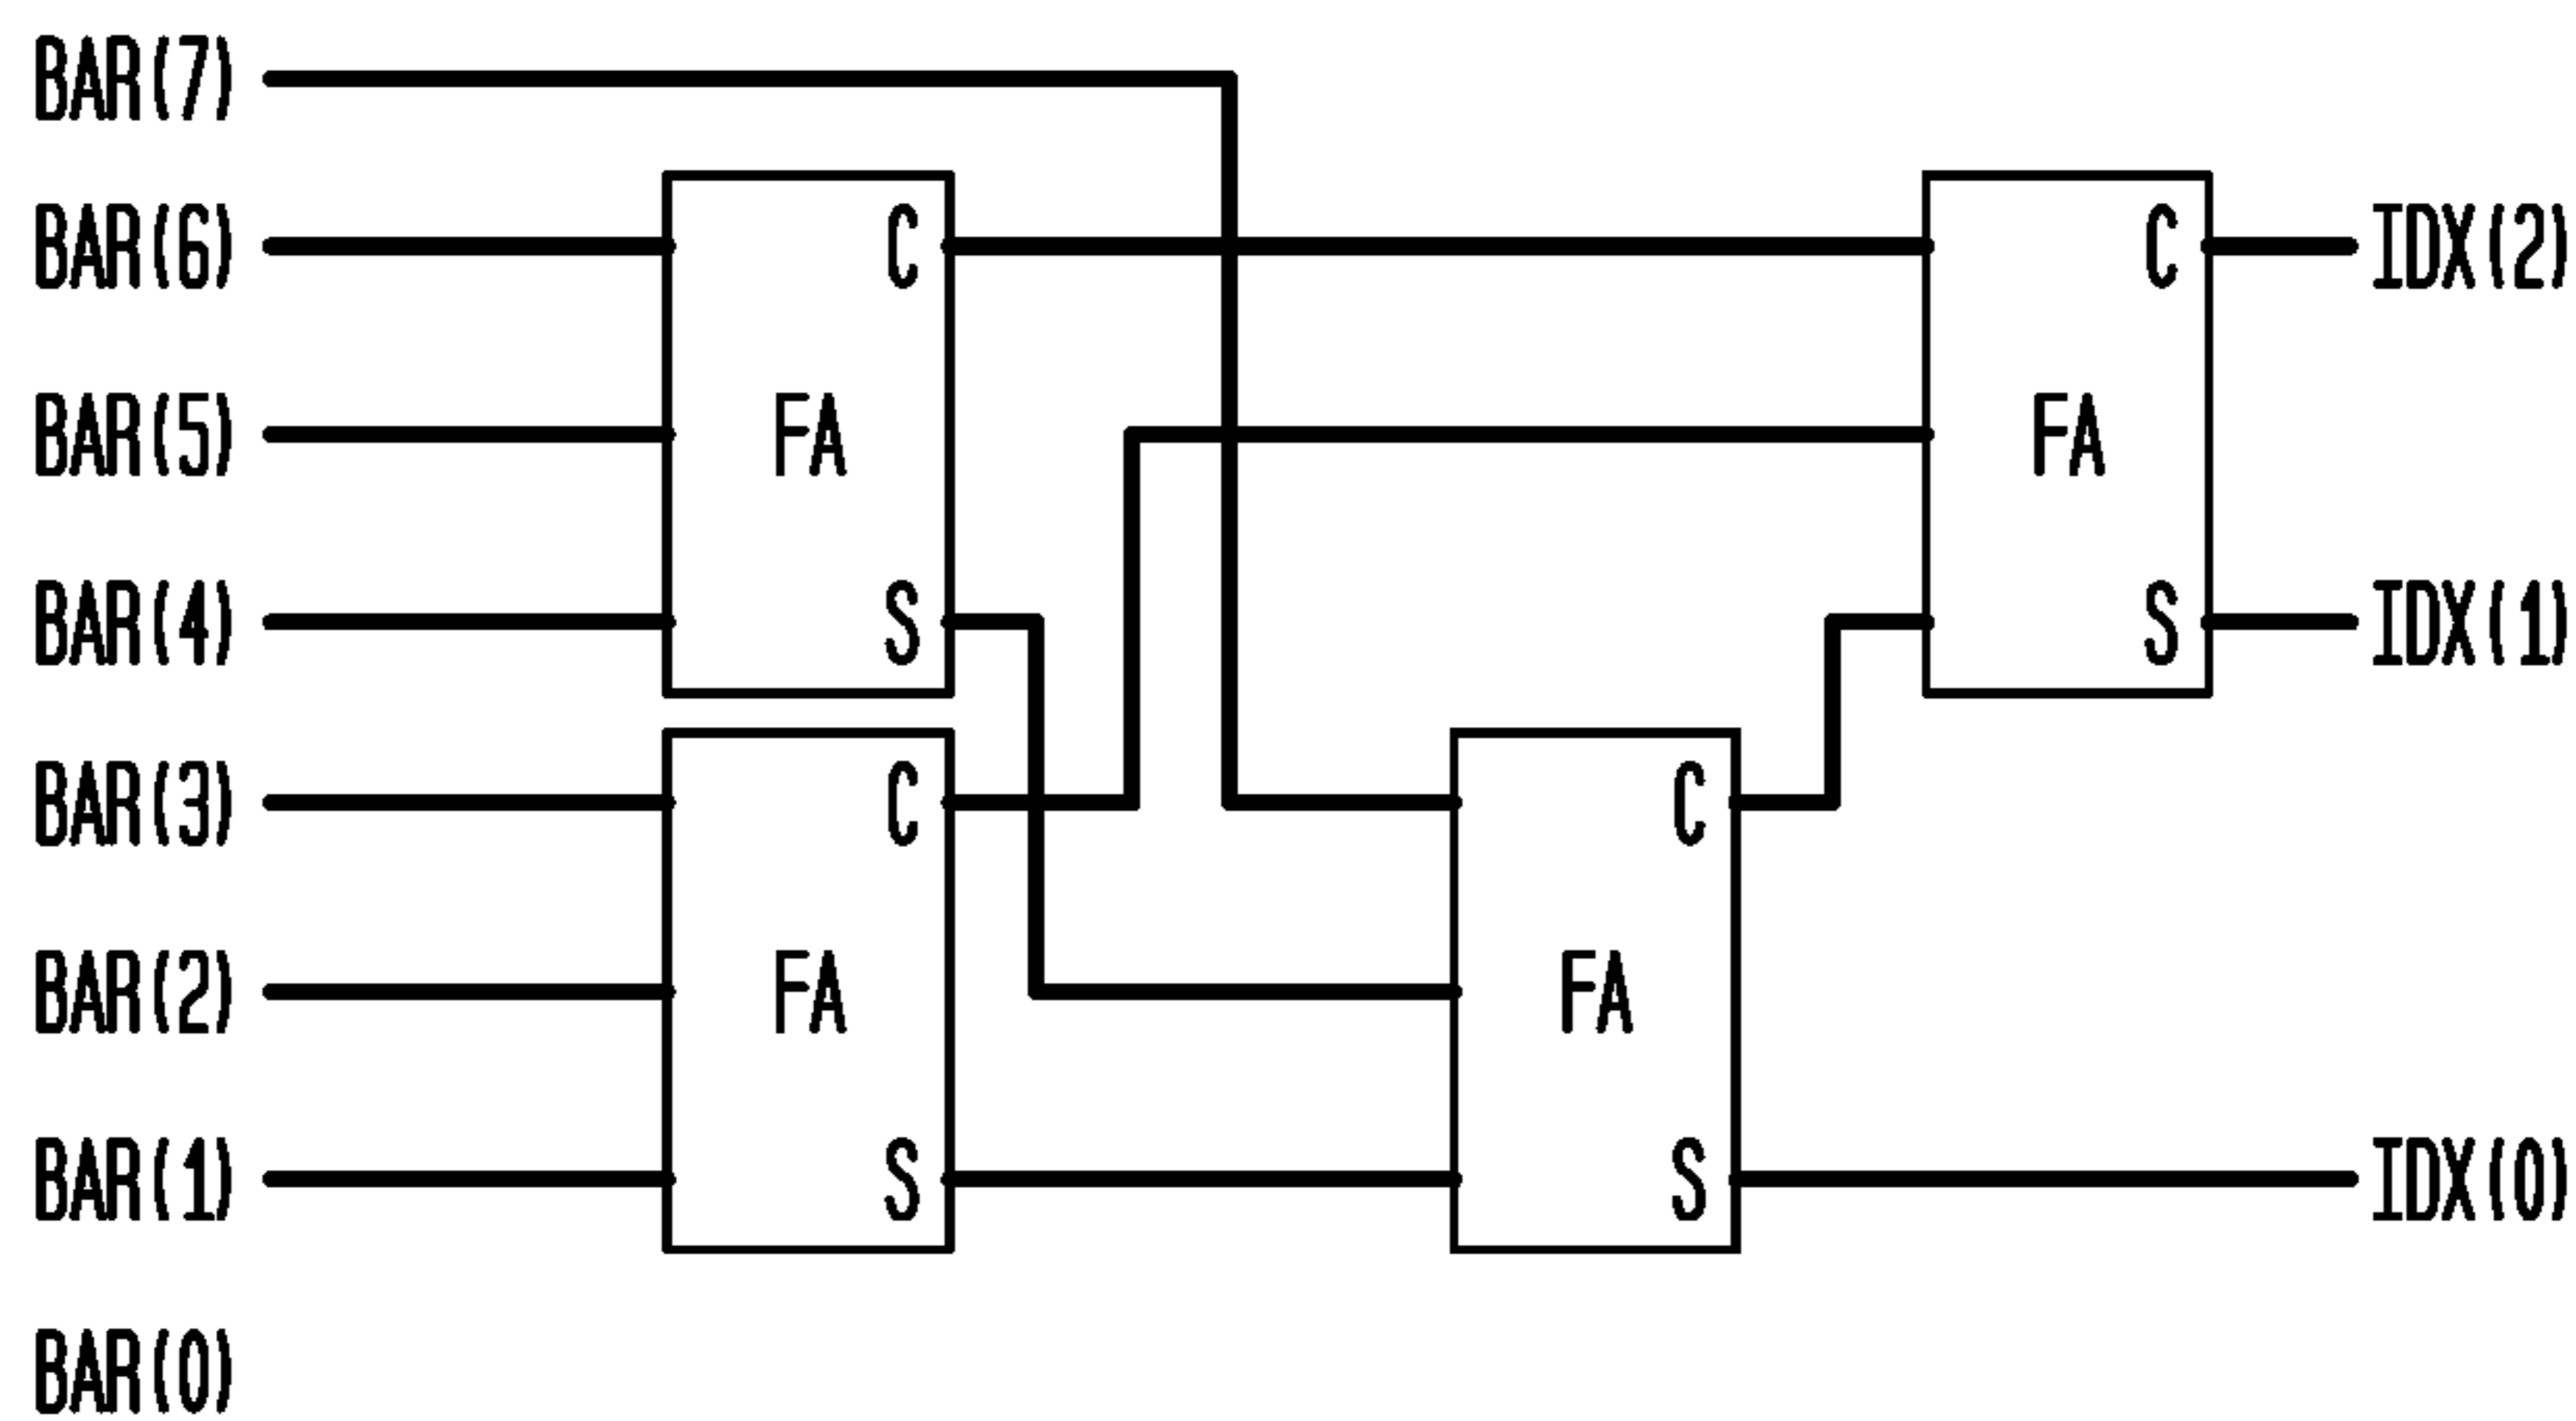 BAR(7)
BAR(6) C C IDX(2)
BAR(5) FA FA
BAR(4) S S IDX(1)
BAR(3) C C
BAR(2) FA FA
BAR(1) S S IDX(0)
BAR(0)